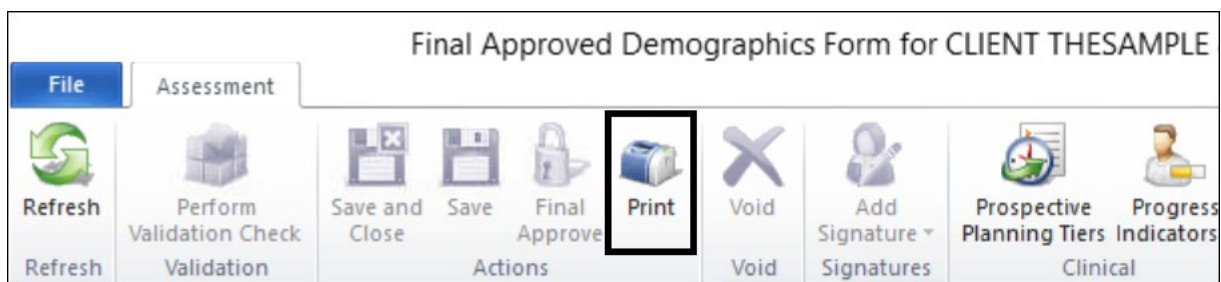 Final Approved Demographics Form for CLIENT THESAMPLE
File Assessment
Refresh Perform Save and Save Final Print Void Add Prospective Progress
Validation Check Close Approve Signature Planning Tiers Indicators
Refresh Validation Actions Void Signatures Clinical